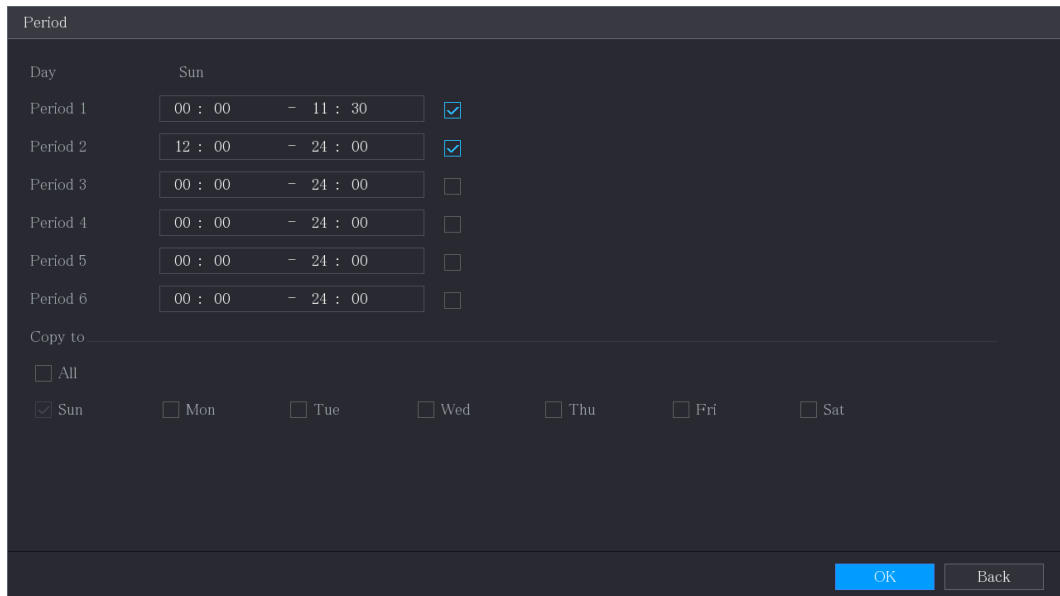 Period
Day Sun
Period 1 00 : 00 - 11 : 30
Period 2 12 : 00 - 24 : 00
Period 3 00 : 00 - 24 : 00
Period 4 00 : 00 - 24 : 00
Period 5 00 : 00 - 24 : 00
Period 6 00 : 00 - 24 : 00
Copy to
All
Sun Mon Tue Wed Thu Fri Sat
OK Back